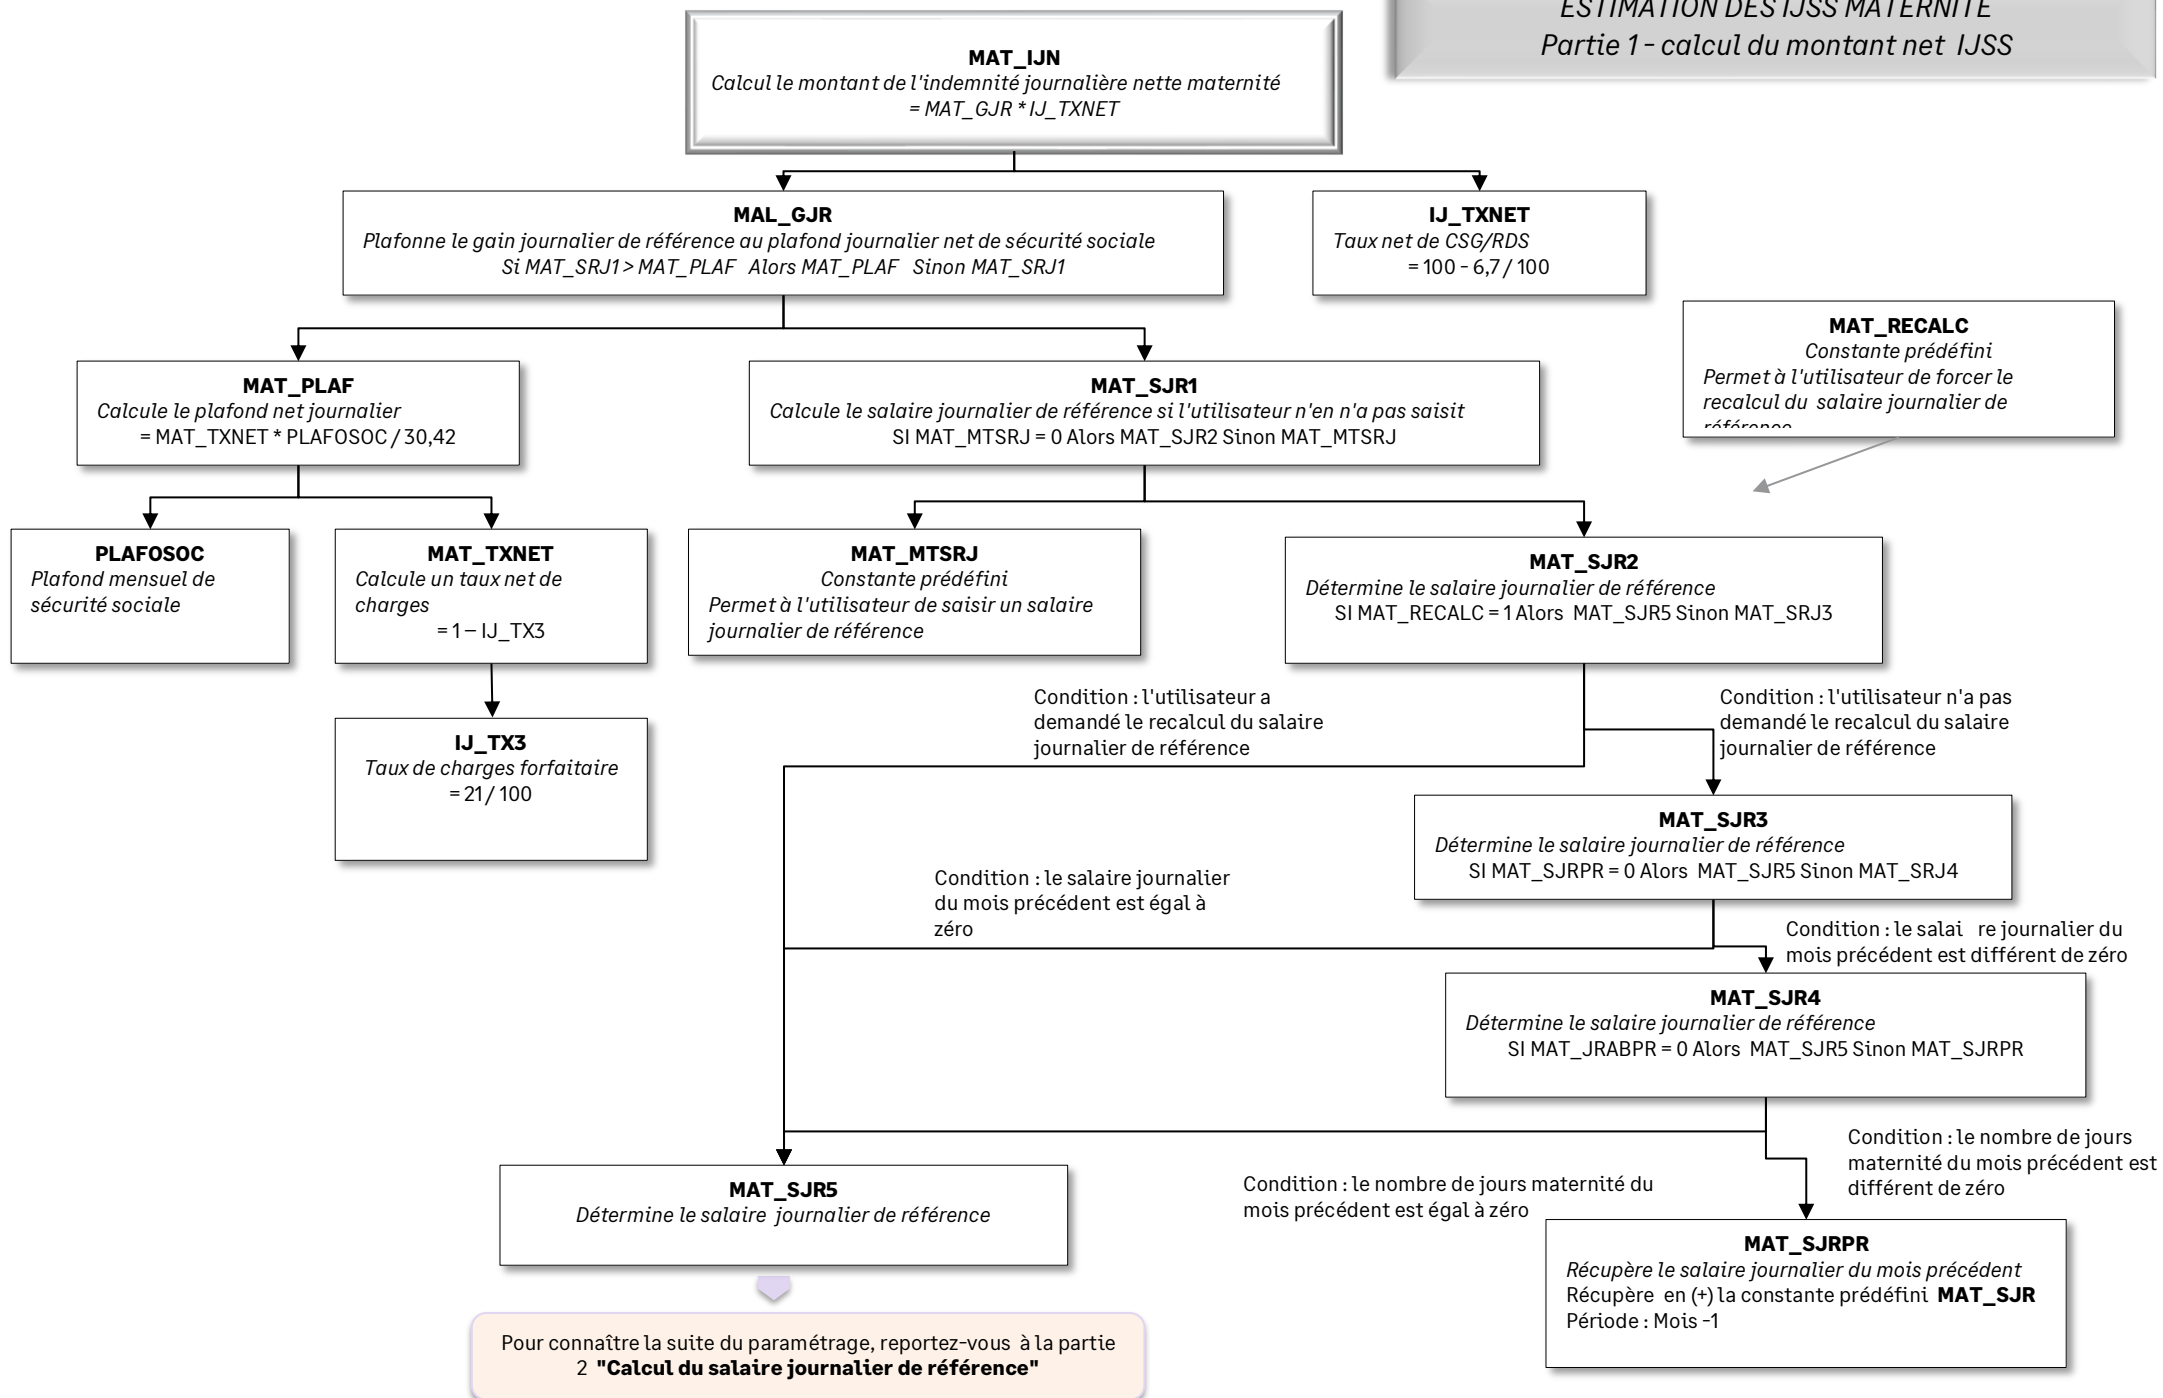 ESTIMATION DES IJSS MATERNITE
Partie 1 - calcul du montant net IJSS
MAT_IJN
Calcul le montant de l'indemnité journalière nette maternité
= MAT_GJR * IJ_TXNET
MAL_GJR
Plafonne le gain journalier de référence au plafond journalier net de sécurité sociale
Si MAT_SRJ1 > MAT_PLAF Alors MAT_PLAF Sinon MAT_SRJ1
IJ_TXNET
Taux net de CSG/RDS
= 100 - 6,7 / 100
MAT_RECALC
Constante prédéfini
Permet à l'utilisateur de forcer le
recalcul du salaire journalier de
référence
MAT_PLAF
Calcule le plafond net journalier
= MAT_TXNET * PLAFOSOC / 30,42
MAT_SJR1
Calcule le salaire journalier de référence si l'utilisateur n'en n'a pas saisit
SI MAT_MTSRJ = 0 Alors MAT_SJR2 Sinon MAT_MTSRJ
PLAFOSOC
Plafond mensuel de
sécurité sociale
MAT_TXNET
Calcule un taux net de
charges
= 1 – IJ_TX3
MAT_MTSRJ
Constante prédéfini
Permet à l'utilisateur de saisir un salaire
journalier de référence
MAT_SJR2
Détermine le salaire journalier de référence
SI MAT_RECALC = 1 Alors MAT_SJR5 Sinon MAT_SRJ3
Condition : l'utilisateur a
demandé le recalcul du salaire
journalier de référence
Condition : l'utilisateur n'a pas
demandé le recalcul du salaire
journalier de référence
IJ_TX3
Taux de charges forfaitaire
= 21 / 100
MAT_SJR3
Détermine le salaire journalier de référence
SI MAT_SJRPR = 0 Alors MAT_SJR5 Sinon MAT_SRJ4
Condition : le salaire journalier
du mois précédent est égal à
zéro
Condition : le salai re journalier du
mois précédent est différent de zéro
MAT_SJR4
Détermine le salaire journalier de référence
SI MAT_JRABPR = 0 Alors MAT_SJR5 Sinon MAT_SJRPR
Condition : le nombre de jours
maternité du mois précédent est
différent de zéro
Condition : le nombre de jours maternité du
mois précédent est égal à zéro
MAT_SJR5
Détermine le salaire journalier de référence
MAT_SJRPR
Récupère le salaire journalier du mois précédent
Récupère en (+) la constante prédéfini MAT_SJR
Période : Mois -1
Pour connaître la suite du paramétrage, reportez-vous à la partie
2 "Calcul du salaire journalier de référence"